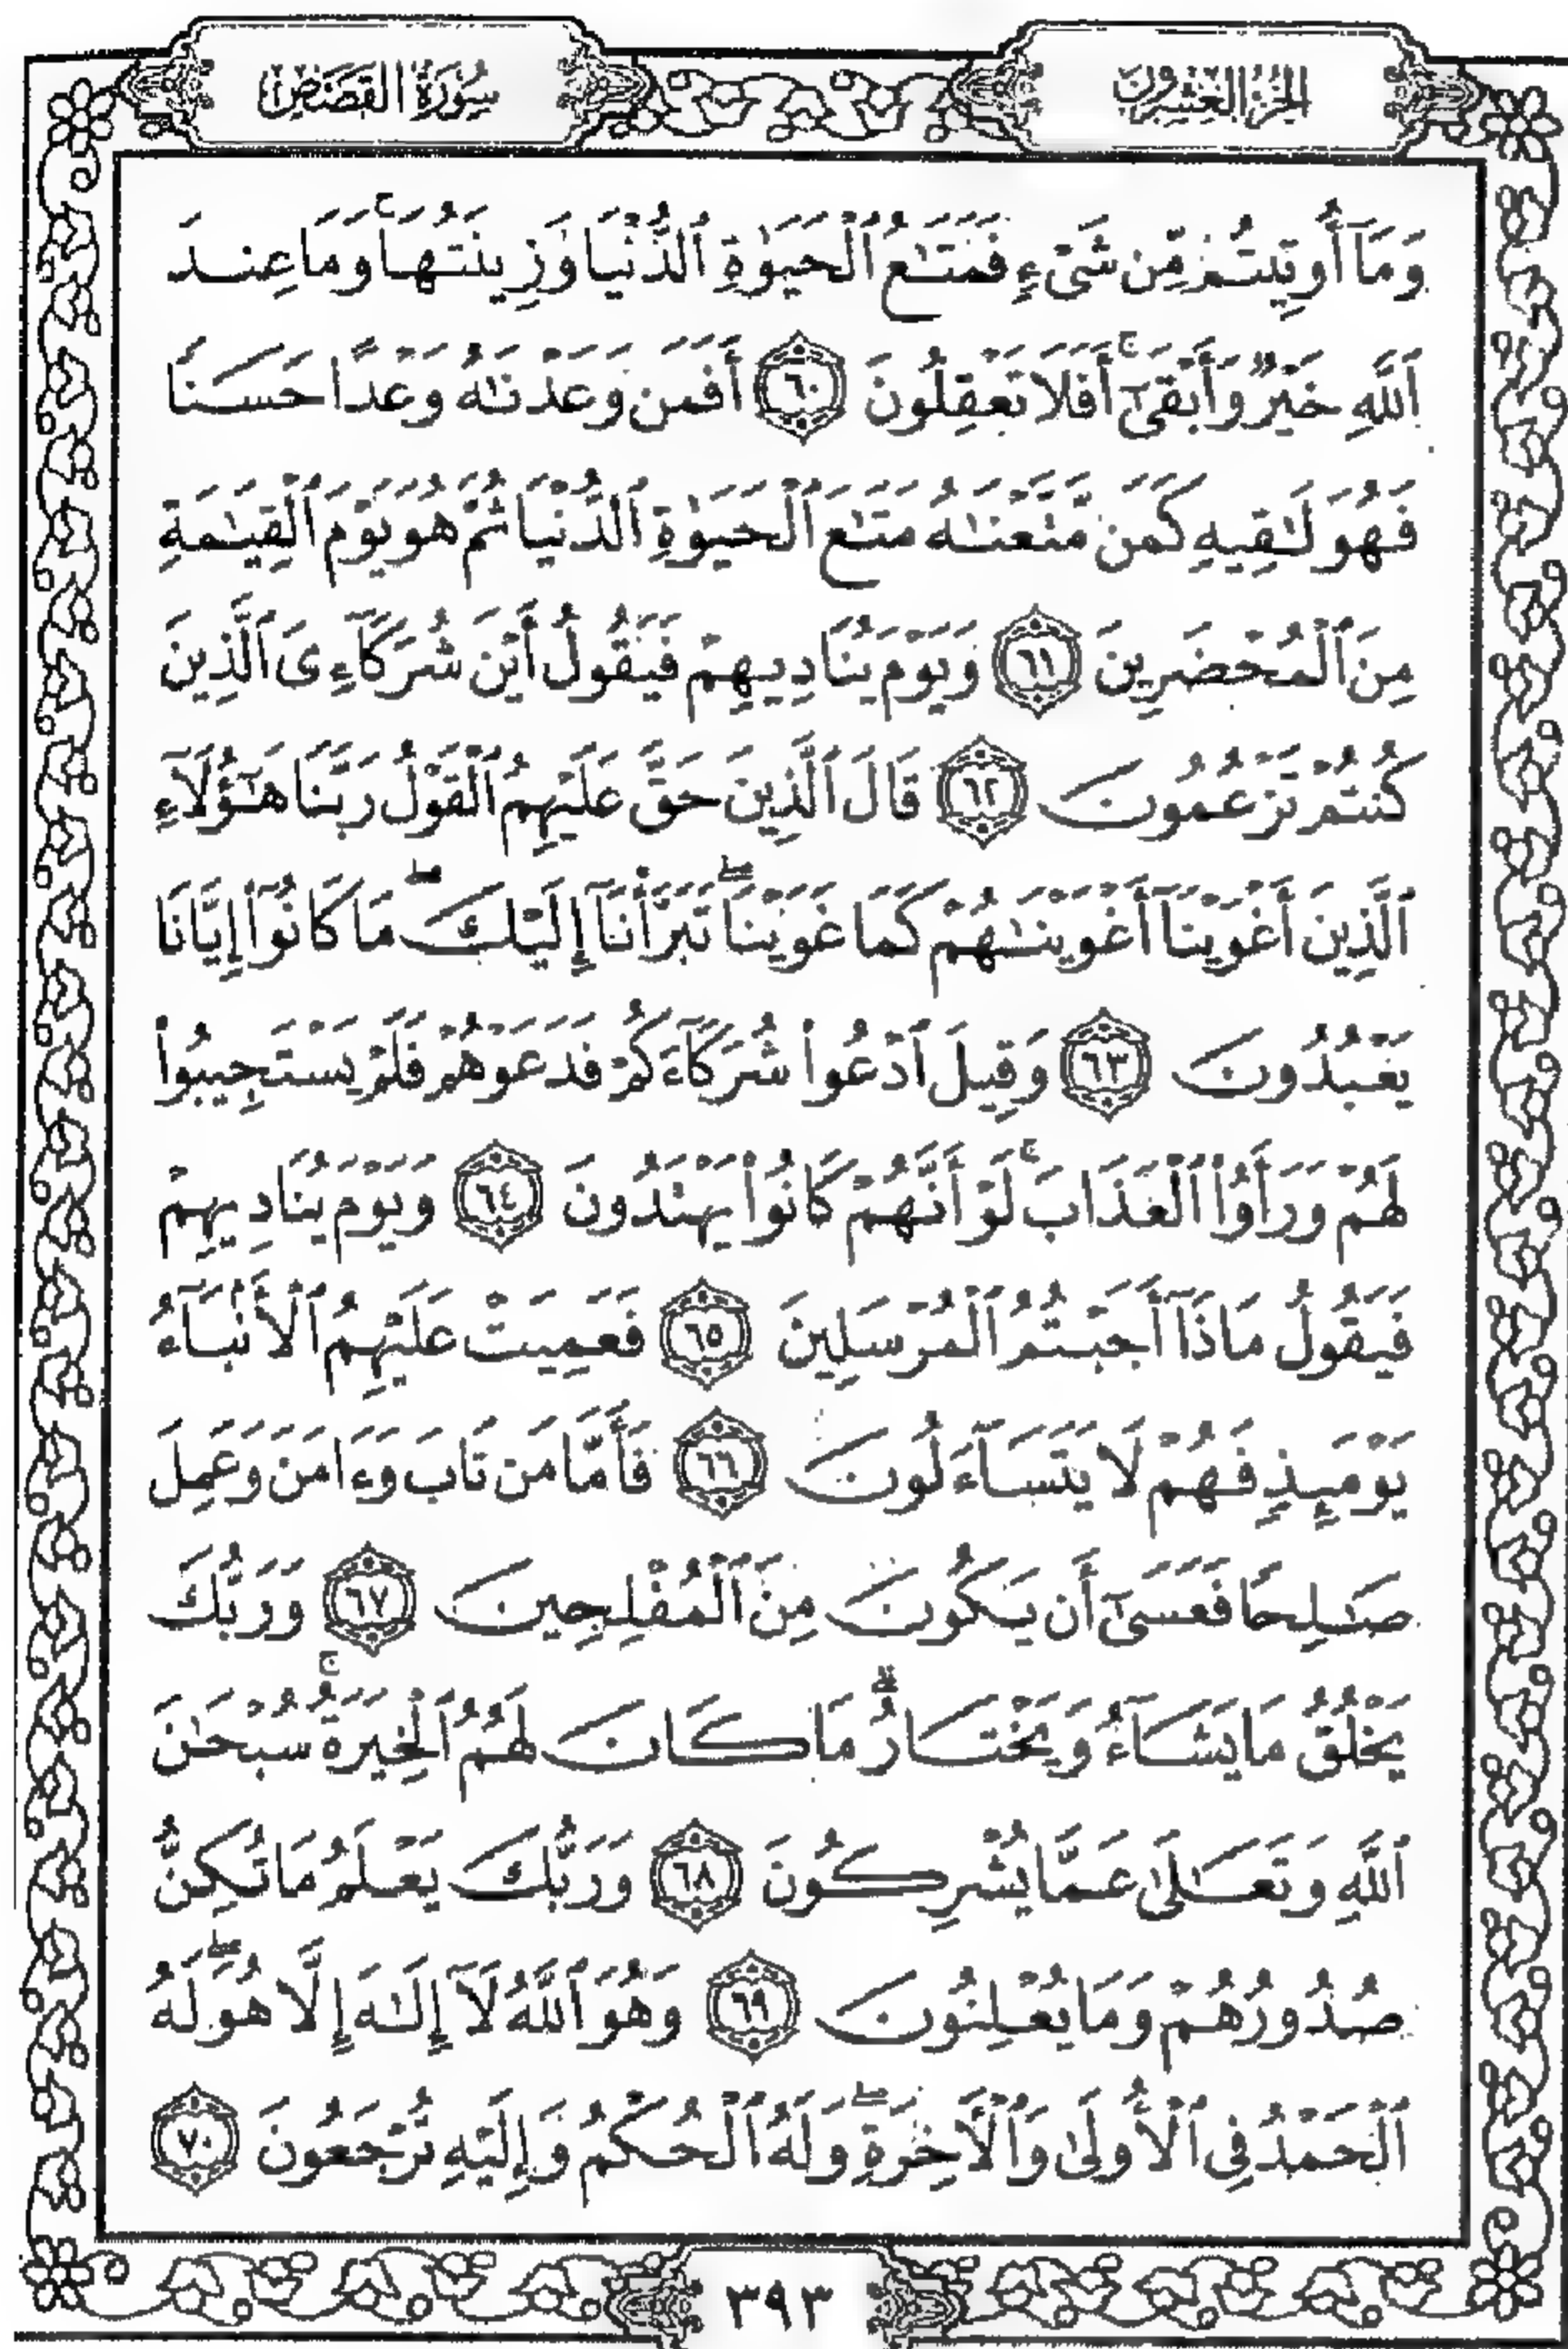 الجزء العشرون
سورة القصص
وَمَآ أُوتِيتُم مِّن شَىْءٍ فَمَتَٰعُ ٱلْحَيَوٰةِ ٱلدُّنْيَا وَزِينَتُهَا ۚ وَمَا عِندَ
ٱللَّهِ خَيْرٌ وَأَبْقَىٰٓ ۚ أَفَلَا تَعْقِلُونَ ٦٠ أَفَمَن وَعَدْنَٰهُ وَعْدًا حَسَنًا
فَهُوَ لَٰقِيهِ كَمَن مَّتَّعْنَٰهُ مَتَٰعَ ٱلْحَيَوٰةِ ٱلدُّنْيَا ثُمَّ هُوَ يَوْمَ ٱلْقِيَٰمَةِ
مِنَ ٱلْمُحْضَرِينَ ٦١ وَيَوْمَ يُنَادِيهِمْ فَيَقُولُ أَيْنَ شُرَكَآءِىَ ٱلَّذِينَ
كُنتُمْ تَزْعُمُونَ ٦٢ قَالَ ٱلَّذِينَ حَقَّ عَلَيْهِمُ ٱلْقَوْلُ رَبَّنَا هَٰٓؤُلَآءِ
ٱلَّذِينَ أَغْوَيْنَآ أَغْوَيْنَٰهُمْ كَمَا غَوَيْنَا ۖ تَبَرَّأْنَآ إِلَيْكَ ۖ مَا كَانُوٓا۟ إِيَّانَا
يَعْبُدُونَ ٦٣ وَقِيلَ ٱدْعُوا۟ شُرَكَآءَكُمْ فَدَعَوْهُمْ فَلَمْ يَسْتَجِيبُوا۟
لَهُمْ وَرَأَوُا۟ ٱلْعَذَابَ ۚ لَوْ أَنَّهُمْ كَانُوا۟ يَهْتَدُونَ ٦٤ وَيَوْمَ يُنَادِيهِمْ
فَيَقُولُ مَاذَآ أَجَبْتُمُ ٱلْمُرْسَلِينَ ٦٥ فَعَمِيَتْ عَلَيْهِمُ ٱلْأَنۢبَآءُ
يَوْمَئِذٍ فَهُمْ لَا يَتَسَآءَلُونَ ٦٦ فَأَمَّا مَن تَابَ وَءَامَنَ وَعَمِلَ
صَٰلِحًا فَعَسَىٰٓ أَن يَكُونَ مِنَ ٱلْمُفْلِحِينَ ٦٧ وَرَبُّكَ
يَخْلُقُ مَا يَشَآءُ وَيَخْتَارُ ۗ مَا كَانَ لَهُمُ ٱلْخِيَرَةُ ۚ سُبْحَٰنَ
ٱللَّهِ وَتَعَٰلَىٰ عَمَّا يُشْرِكُونَ ٦٨ وَرَبُّكَ يَعْلَمُ مَا تُكِنُّ
صُدُورُهُمْ وَمَا يُعْلِنُونَ ٦٩ وَهُوَ ٱللَّهُ لَآ إِلَٰهَ إِلَّا هُوَ ۖ لَهُ
ٱلْحَمْدُ فِى ٱلْأُولَىٰ وَٱلْءَاخِرَةِ ۖ وَلَهُ ٱلْحُكْمُ وَإِلَيْهِ تُرْجَعُونَ ٧٠
٣٩٣